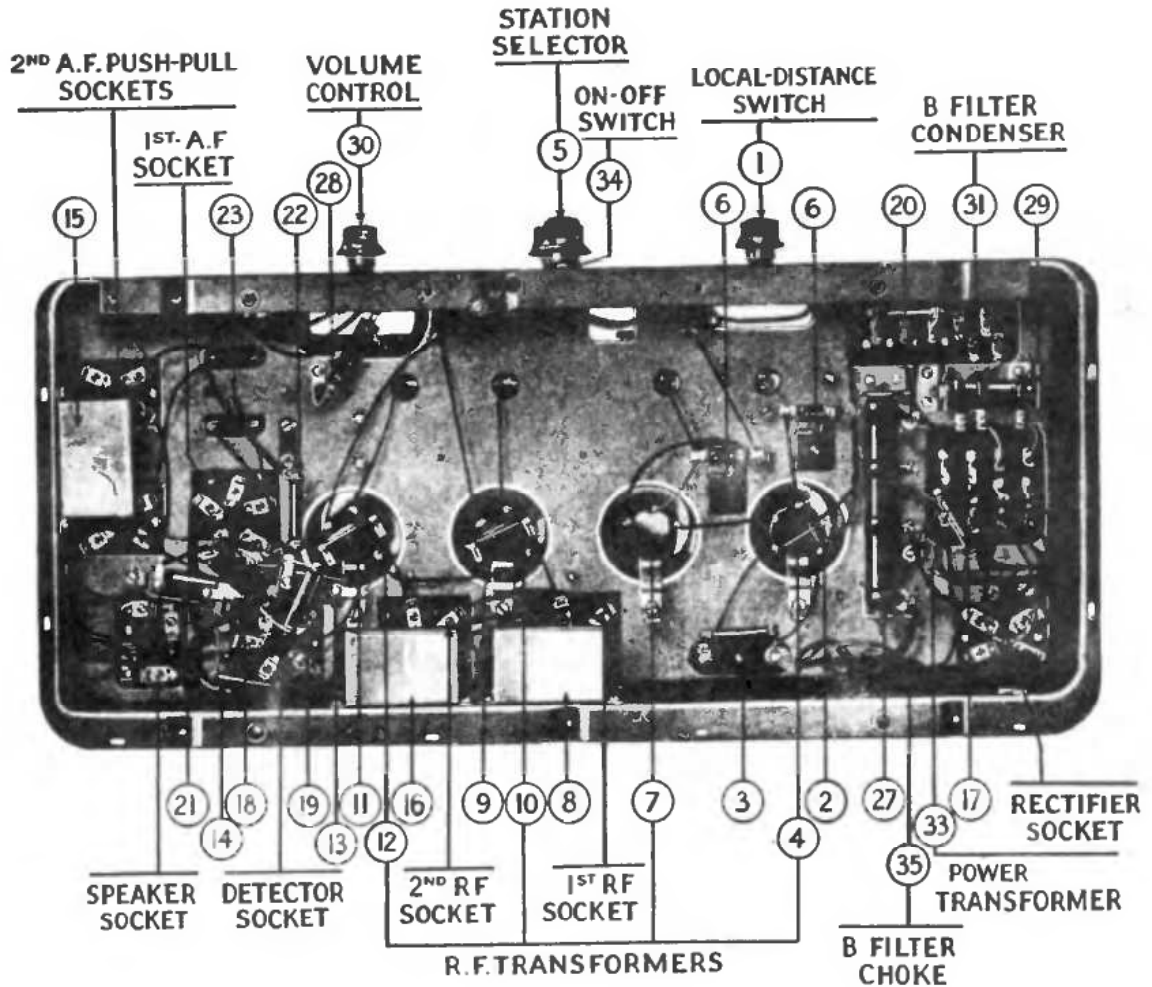 STATION
SELECTOR
2ND A.F. PUSH-PULL
SOCKETS
VOLUME
CONTROL
ON-OFF
SWITCH
LOCAL-DISTANCE
SWITCH
B FILTER
CONDENSER
1ST. A.F
SOCKET
30
5
34
1
15
23
22
28
6
6
20
31
29
21
14
18
19
13
11
12
16
9
10
8
7
3
4
2
27
35
33
17
RECTIFIER
SOCKET
SPEAKER
SOCKET
DETECTOR
SOCKET
2ND RF
SOCKET
1ST RF
SOCKET
POWER
TRANSFORMER
R.F. TRANSFORMERS
B FILTER
CHOKE